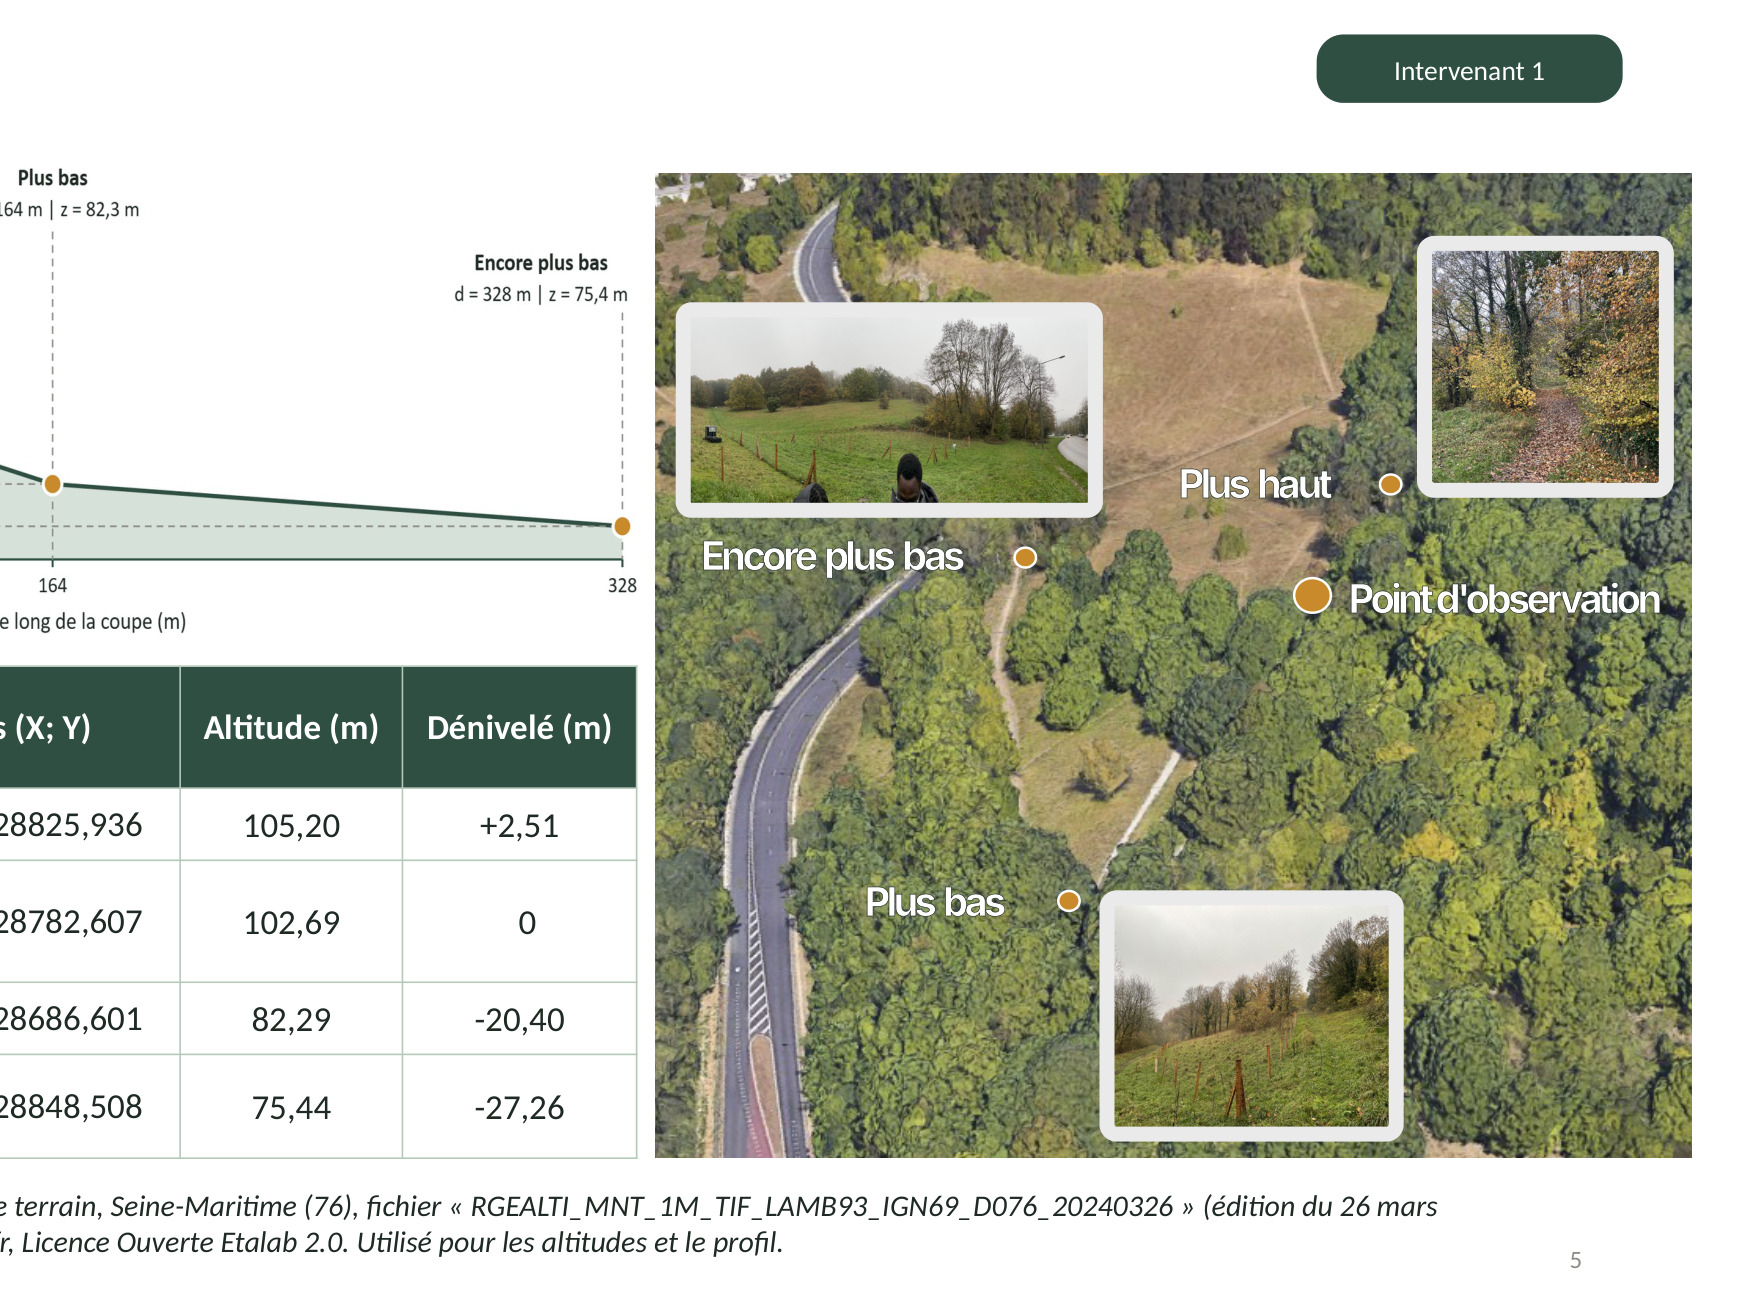 Intervenant 1
Plus bas
164 m | z = 82,3 m
Encore plus bas
d = 328 m | z = 75,4 m
164
328
e long de la coupe (m)
s (X; Y)
Altitude (m)
Dénivelé (m)
28825,936
105,20
+2,51
28782,607
102,69
0
28686,601
82,29
-20,40
28848,508
75,44
-27,26
Plus haut
Encore plus bas
Point d'observation
Plus bas
e terrain, Seine-Maritime (76), fichier « RGEALTI_MNT_1M_TIF_LAMB93_IGN69_D076_20240326 » (édition du 26 mars
r, Licence Ouverte Etalab 2.0. Utilisé pour les altitudes et le profil.
5